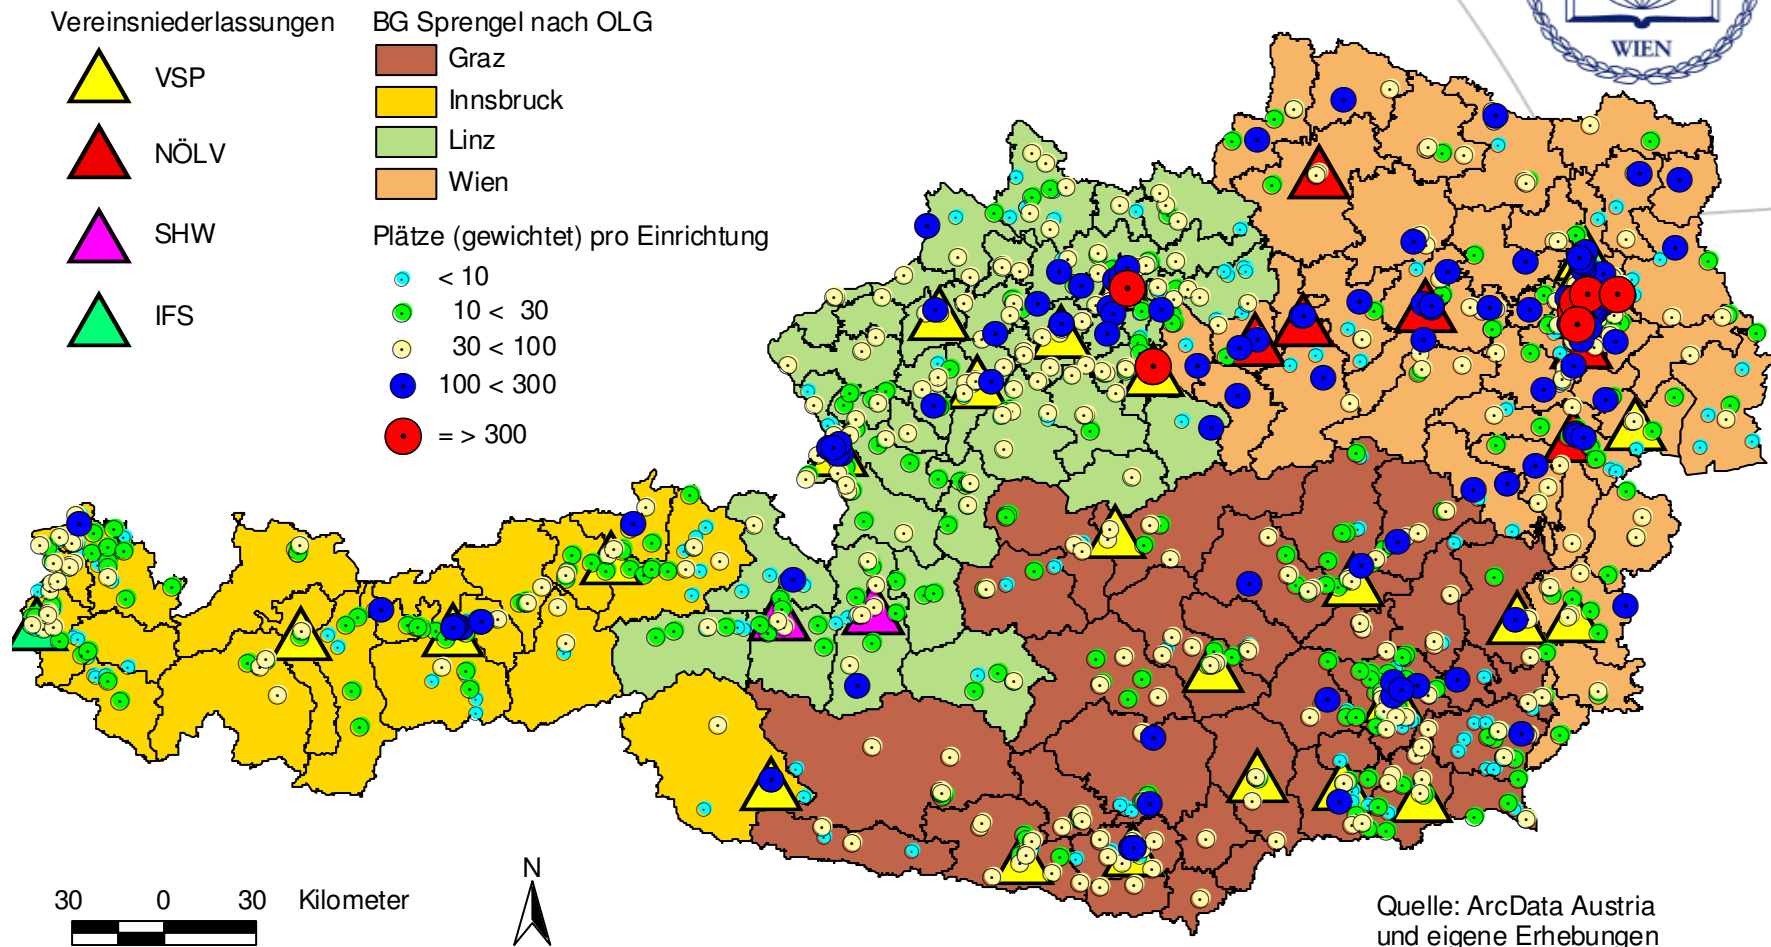 Vereinsniederlassungen
VSP
NÖLV
SHW
IFS
BG Sprengel nach OLG
Graz
Innsbruck
Linz
Wien
Plätze (gewichtet) pro Einrichtung
< 10
10 < 30
30 < 100
100 < 300
= > 300
WIEN
30 0 30 Kilometer
N
Quelle: ArcData Austria
und eigene Erhebungen